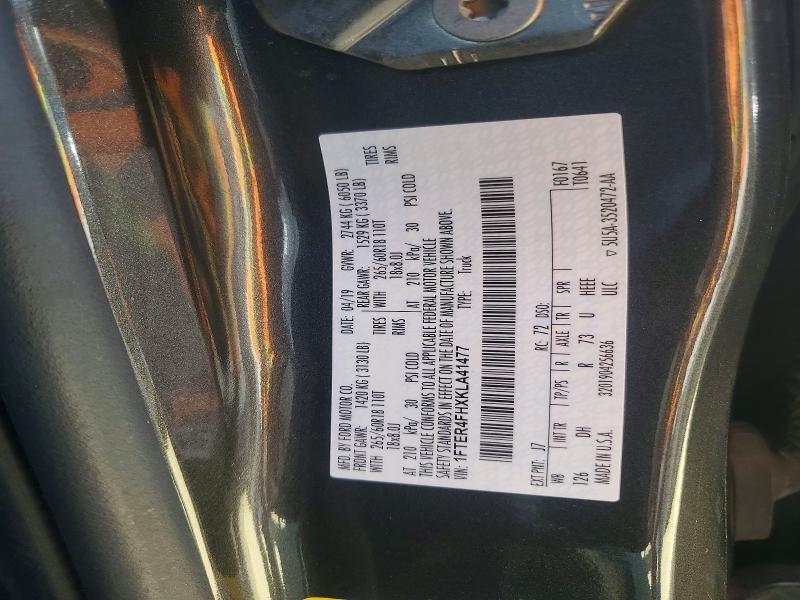 MFD. BY FORD MOTOR CO.
DATE: 04/19 GVWR: 2744 KG ( 6050 LB)
FRONT GAWR: 1420 KG ( 3130 LB) REAR GAWR: 1529 KG ( 3370 LB)
WITH 265/60R18 110T TIRES WITH 265/60R18 110T TIRES
18x8.0J RIMS 18x8.0J RIMS
AT 210 kPa/ 30 PSI COLD AT 210 kPa/ 30 PSI COLD
THIS VEHICLE CONFORMS TO ALL APPLICABLE FEDERAL MOTOR VEHICLE
SAFETY STANDARDS IN EFFECT ON THE DATE OF MANUFACTURE SHOWN ABOVE.
VIN: 1FTER4FHXKLA41477 TYPE: Truck
EXT PNT: J7 RC: 72 DSO: F0167
WB INT TR TP/PS R AXLE TR SPR T0641
126 DH R 73 U HEEE
MADE IN U.S.A. 3201904256636 ULC ▽ 5U5A-3520472-AA